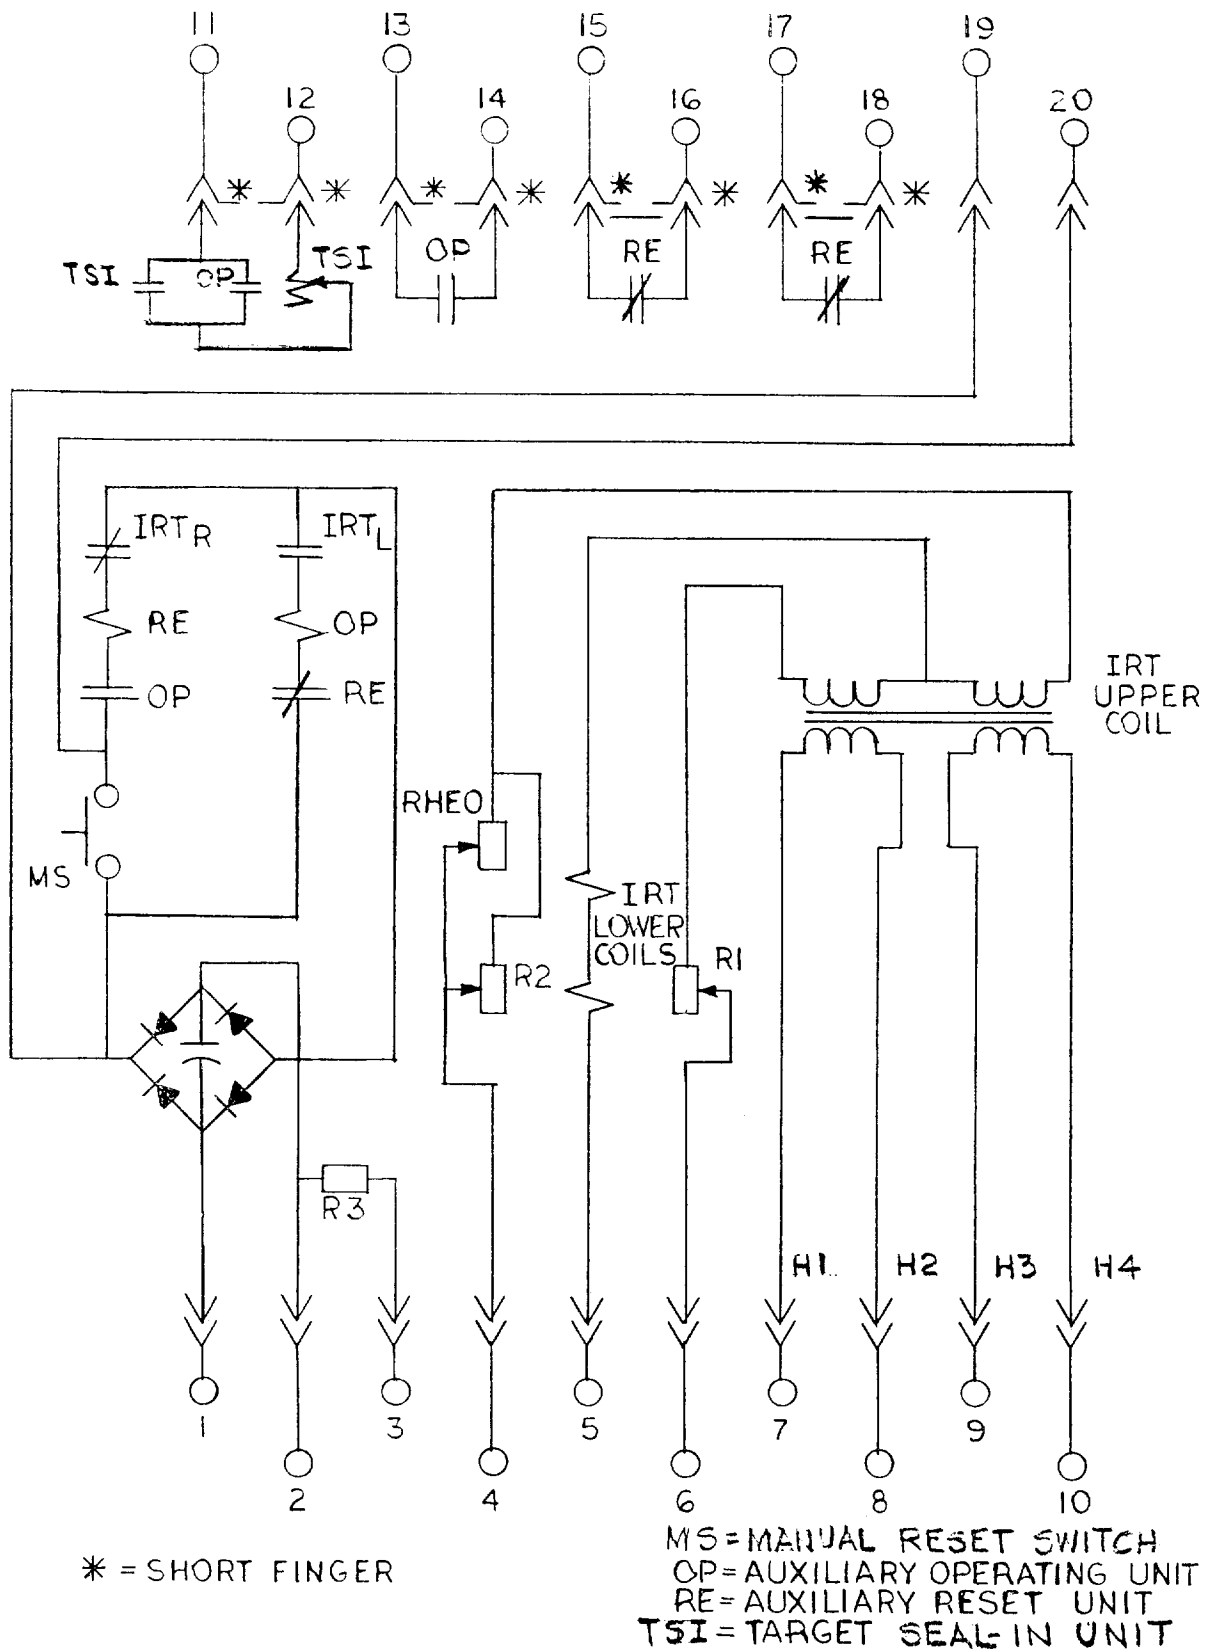 11
13
15
17
19
12
14
16
18
20
* * * * * * * *
TSI
OP
TSI
OP
RE
RE
IRT R
IRT L
RE
OP
OP
RE
MS
RHEO
R2
IRT
LOWER
COILS
R1
IRT
UPPER
COIL
R3
H1
H2
H3
H4
1
3
5
7
9
2
4
6
8
10
* = SHORT FINGER
MS = MANUAL RESET SWITCH
OP = AUXILIARY OPERATING UNIT
RE = AUXILIARY RESET UNIT
TSI = TARGET SEAL-IN UNIT